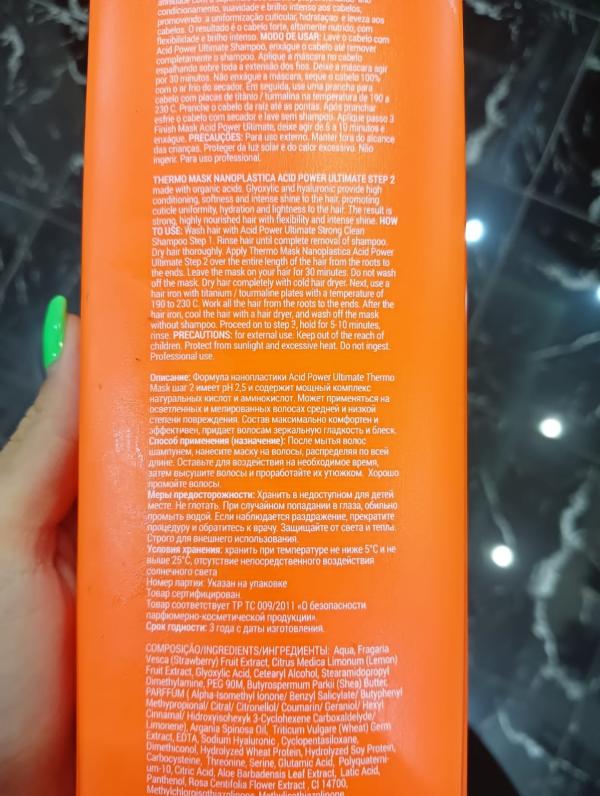 condicionamento, suavidade e brilho intenso aos cabelos,
promovendo a uniformização cuticular, hidratação e leveza aos
cabelos. O resultado é o cabelo forte, altamente nutrido, com
flexibilidade e brilho intenso. MODO DE USAR: Lave o cabelo com
Acid Power Ultimate Shampoo, enxágue o cabelo até remover
completamente o shampoo. Aplique a máscara no cabelo
espalhando sobre toda a extensão dos fios. Deixe a máscara agir
por 30 minutos. Não enxágue a máscara, seque o cabelo 100%
com o ar frio do secador. Em seguida, use uma prancha para
cabelo com placas de titânio / turmalina na temperatura de 190 a
230 C. Pranche o cabelo da raiz até as pontas. Após pranchar
esfrie o cabelo com secador e lave sem shampoo. Aplique passo 3
Finish Mask Acid Power Ultimate, deixe agir de 5 a 10 minutos e
enxágue. PRECAUÇÕES: Para uso externo. Manter fora do alcance
das crianças. Proteger da luz solar e do calor excessivo. Não
ingerir. Para uso professional.
THERMO MASK NANOPLASTICA ACID POWER ULTIMATE STEP 2
made with organic acids. Glyoxylic and hyaluronic provide high
conditioning, softness and intense shine to the hair, promoting
cuticle uniformity, hydration and lightness to the hair. The result is
strong, highly nourished hair with flexibility and intense shine. HOW
TO USE: Wash hair with Acid Power Ultimate Strong Clean
Shampoo Step 1. Rinse hair until complete removal of shampoo.
Dry hair thoroughly. Apply Thermo Mask Nanoplastica Acid Power
Ultimate Step 2 over the entire length of the hair from the roots to
the ends. Leave the mask on your hair for 30 minutes. Do not wash
off the mask. Dry hair completely with cold hair dryer. Next, use a
hair iron with titanium / tourmaline plates with a temperature of
190 to 230 C. Work all the hair from the roots to the ends. After the
hair iron, cool the hair with a hair dryer, and wash off the mask
without shampoo. Proceed on to step 3, hold for 5-10 minutes,
rinse. PRECAUTIONS: for external use. Keep out of the reach of
children. Protect from sunlight and excessive heat. Do not ingest.
Professional use.
Описание: Формула нанопластики Acid Power Ultimate Thermo
Mask шаг 2 имеет pH 2,5 и содержит мощный комплекс
натуральных кислот и аминокислот. Может применяться на
осветленных и мелированных волосах средней и низкой
степени повреждения. Состав максимально комфортен и
эффективен, придает волосам зеркальную гладкость и блеск.
Способ применения (назначение): После мытья волос
шампунем, нанесите маску на волосы, распределяя по всей
длине. Оставьте для воздействия на необходимое время,
затем высушите волосы и проработайте их утюжком. Хорошо
промойте волосы.
Меры предосторожности: Хранить в недоступном для детей
месте. Не глотать. При случайном попадании в глаза, обильно
промыть водой. Если наблюдается раздражение, прекратите
процедуру и обратитесь к врачу. Защищайте от света и тепла.
Строго для внешнего использования.
Условия хранения: хранить при температуре не ниже 5°С и не
выше 25°С, отсутствие непосредственного воздействия
солнечного света
Номер партии: Указан на упаковке
Товар сертифицирован
Товар соответствует ТР ТС 009/2011 «О безопасности
парфюмерно-косметической продукции».
Срок годности: 3 года с даты изготовления.
COMPOSIÇÃO/INGREDIENTS/ИНГРЕДИЕНТЫ: Aqua, Fragaria
Vesca (Strawberry) Fruit Extract, Citrus Medica Limonum (Lemon)
Fruit Extract, Glyoxylic Acid, Cetearyl Alcohol, Stearamidopropyl
Dimethylamine, PEG 90M, Butyrospermum Parkii (Shea) Butter,
PARFFUM ( Alpha-Isomethyl Ionene/ Benzyl Salicylate/ Butyphenyl
Methypropional/ Citral/ Citronellol/ Coumarin/ Geraniol/ Hexyl
Cinnamal/ Hidroxyisohexyk 3-Cyclohexene Carboxaldehyde/
Limonene), Argania Spinosa Oil, Triticum Vulgare (Wheat) Germ
Extract, EDTA, Sodium Hyaluronic , Cyclopentasiloxane,
Dimethiconol, Hydrolyzed Wheat Protein, Hydrolyzed Soy Protein,
Carbocysteine, Threonine, Serine, Glutamic Acid, Polyquaterni-
um-10, Citric Acid, Aloe Barbadensis Leaf Extract, Latic Acid,
Panthenol, Rosa Centifolia Flower Extract , CI 14700,
Methylchloroisothiazolinone, Methylisothiazolinone